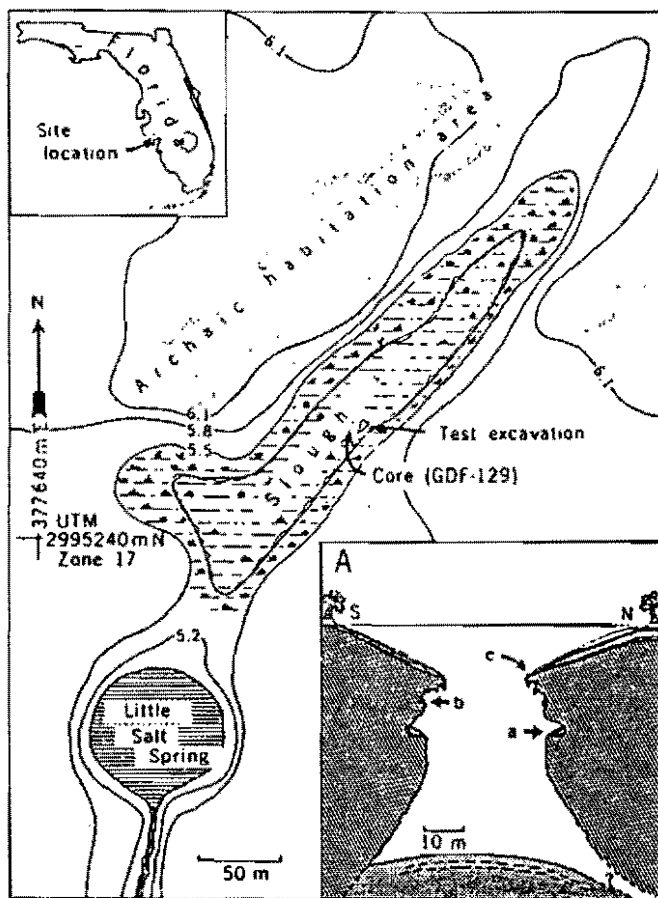 Florida
Site
location
6.1
Archaic habitation area
N
377640mE
6.1
5.8
5.5
Slough
6.1
Test excavation
Core (GDF-129)
UTM
2995240mN
Zone 17
5.2
Little
Salt
Spring
50 m
A
S
N
c
b
a
10 m
?